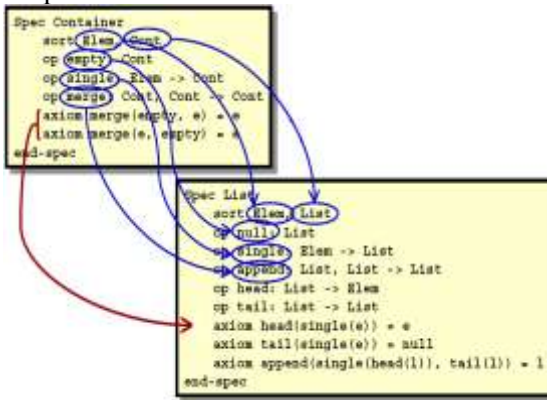 Spec Container
sort Elem, Cont
op empty: Cont
op single: Elem -> Cont
op merge: Cont, Cont -> Cont
axiom merge(empty, e) = e
axiom merge(e, empty) = e
end-spec
Spec List
sort Elem, List
op null: List
op single: Elem -> List
op append: List, List -> List
op head: List -> Elem
op tail: List -> List
axiom head(single(e)) = e
axiom tail(single(e)) = null
axiom append(single(head(l)), tail(l)) = l
end-spec